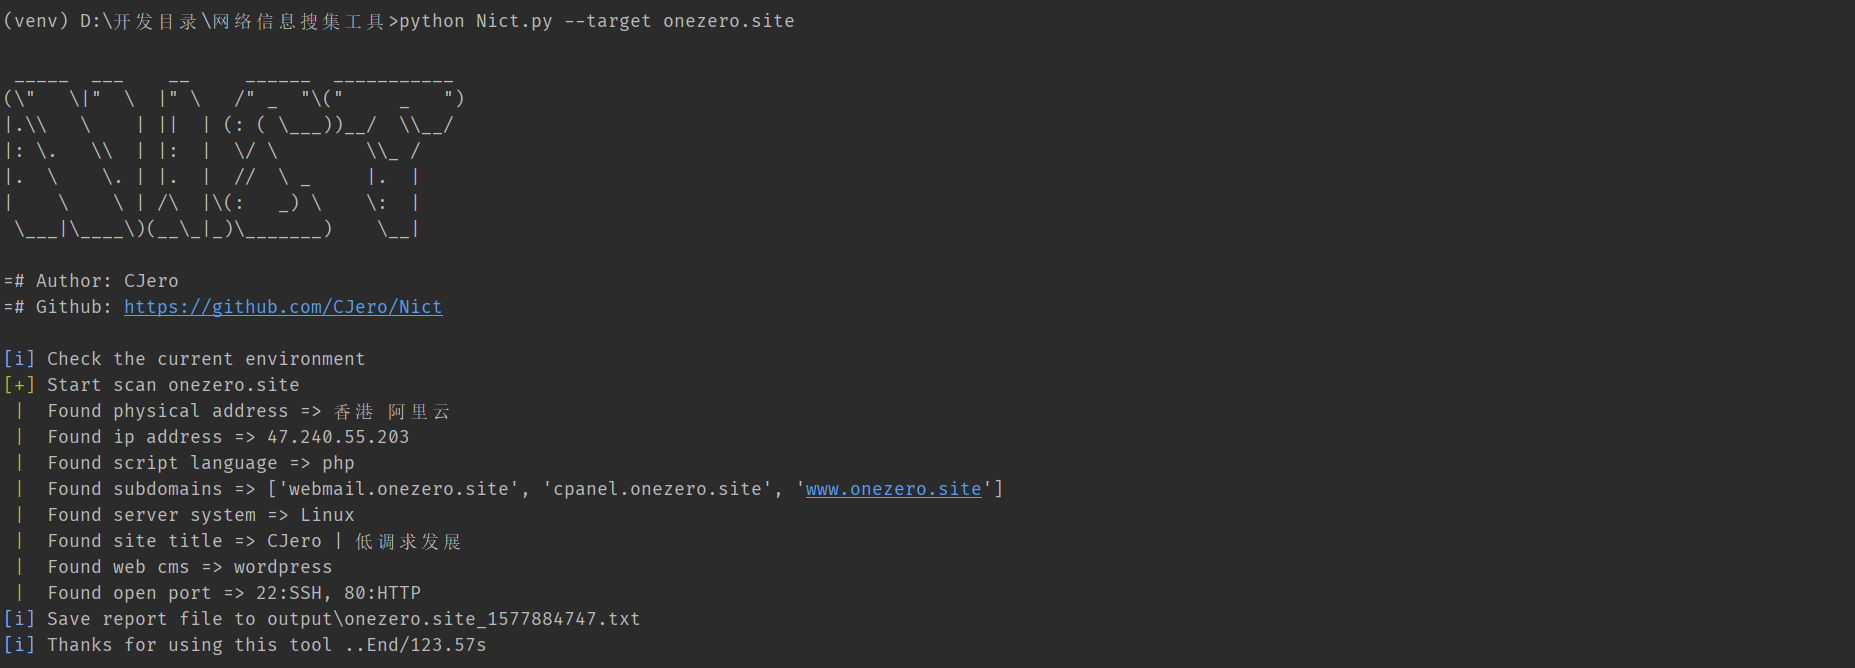 (venv) D:\开发目录\网络信息搜集工具>python Nict.py --target onezero.site
 _____  ___    __     ______  ___________
(\"   \|"  \  |" \   /" _  "\("     _   ")
|.\\   \    | ||  | (: ( \___))__/  \\__/
|: \.   \\  | |:  |  \/ \        \\_ /
|.  \    \. | |.  |  //  \ _     |.  |
|    \    \ | /\  |\(:   _) \    \:  |
 \___|\____\)(__\_|_)\_______)    \__|
=# Author: CJero
=# Github: https://github.com/CJero/Nict
[i] Check the current environment
[+] Start scan onezero.site
 |  Found physical address => 香港 阿里云
 |  Found ip address => 47.240.55.203
 |  Found script language => php
 |  Found subdomains => ['webmail.onezero.site', 'cpanel.onezero.site', 'www.onezero.site']
 |  Found server system => Linux
 |  Found site title => CJero | 低调求发展
 |  Found web cms => wordpress
 |  Found open port => 22:SSH, 80:HTTP
[i] Save report file to output\onezero.site_1577884747.txt
[i] Thanks for using this tool ..End/123.57s